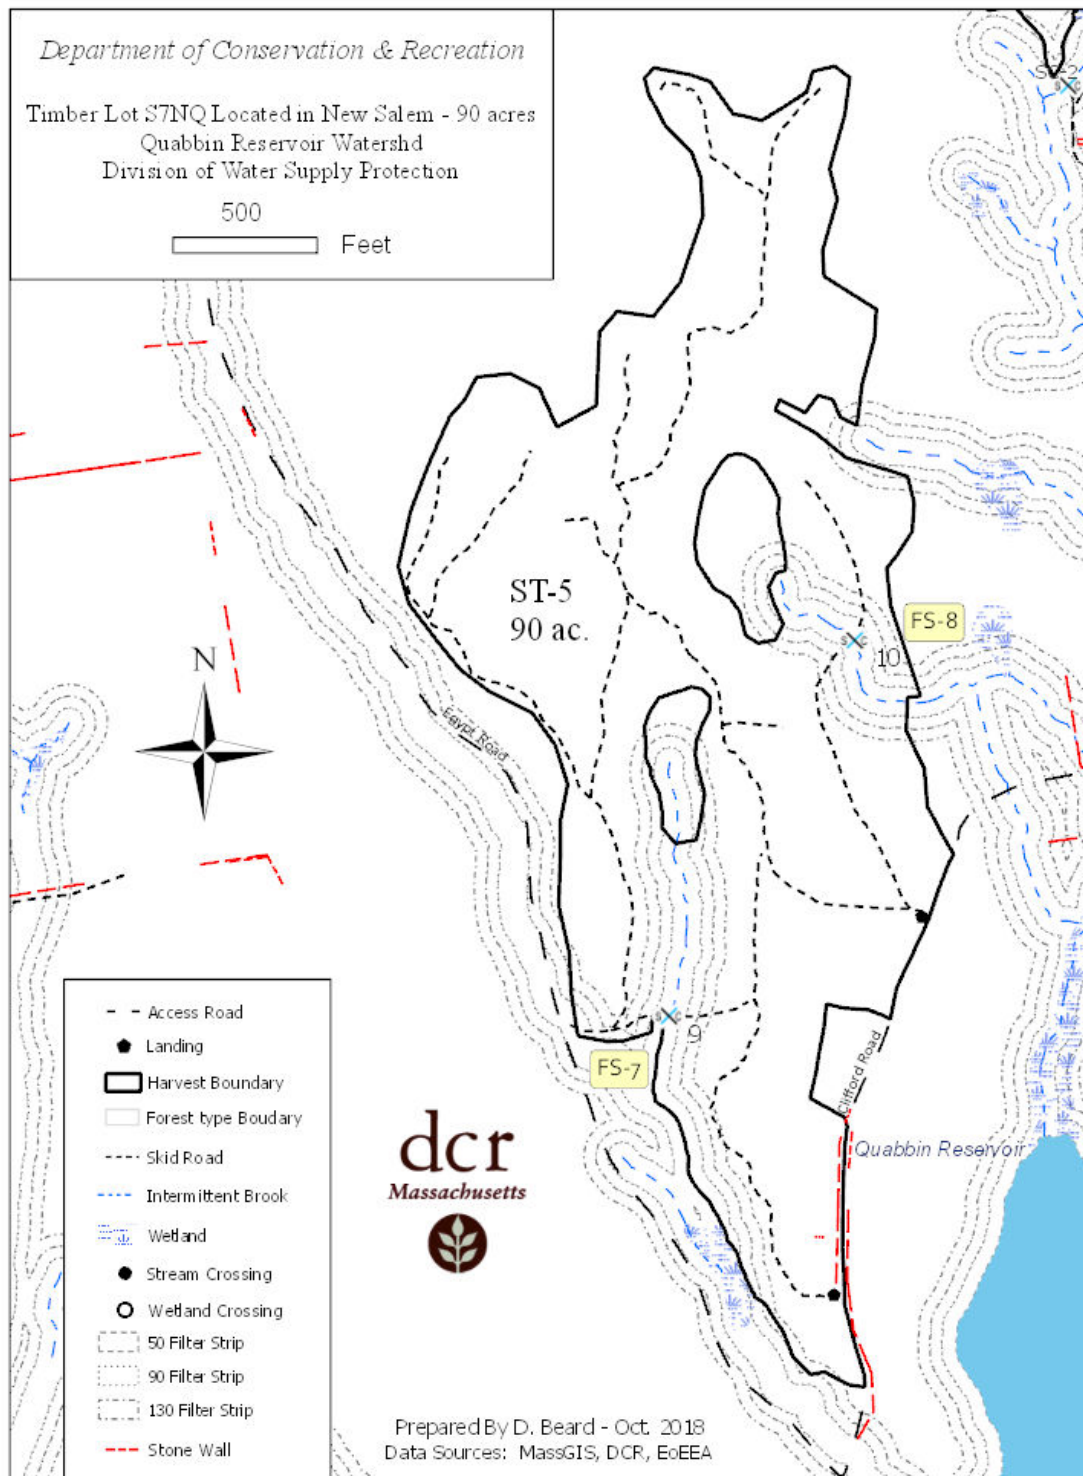 Department of Conservation & Recreation
Timber Lot S7NQ Located in New Salem - 90 acres
Quabbin Reservoir Watershd
Division of Water Supply Protection
500
Feet
ST-5
90 ac.
FS-8
10
N
Egypt Road
9
FS-7
Clifford Road
Quabbin Reservoir
Access Road
Landing
Harvest Boundary
Forest type Boudary
Skid Road
Intermittent Brook
Wetland
Stream Crossing
Wetland Crossing
50 Filter Strip
90 Filter Strip
130 Filter Strip
Stone Wall
dcr
Massachusetts
Prepared By D. Beard - Oct. 2018
Data Sources: MassGIS, DCR, EoEEA